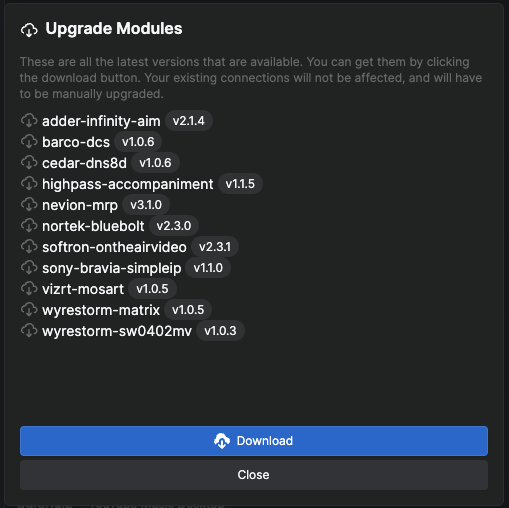 Upgrade Modules
These are all the latest versions that are available. You can get them by clicking
the download button. Your existing connections will not be affected, and will have
to be manually upgraded.
adder-infinity-aim v2.1.4
barco-dcs v1.0.6
cedar-dns8d v1.0.6
highpass-accompaniment v1.1.5
nevion-mrp v3.1.0
nortek-bluebolt v2.3.0
softron-ontheairvideo v2.3.1
sony-bravia-simpleip v1.1.0
vizrt-mosart v1.0.5
wyrestorm-matrix v1.0.5
wyrestorm-sw0402mv v1.0.3
Download
Close